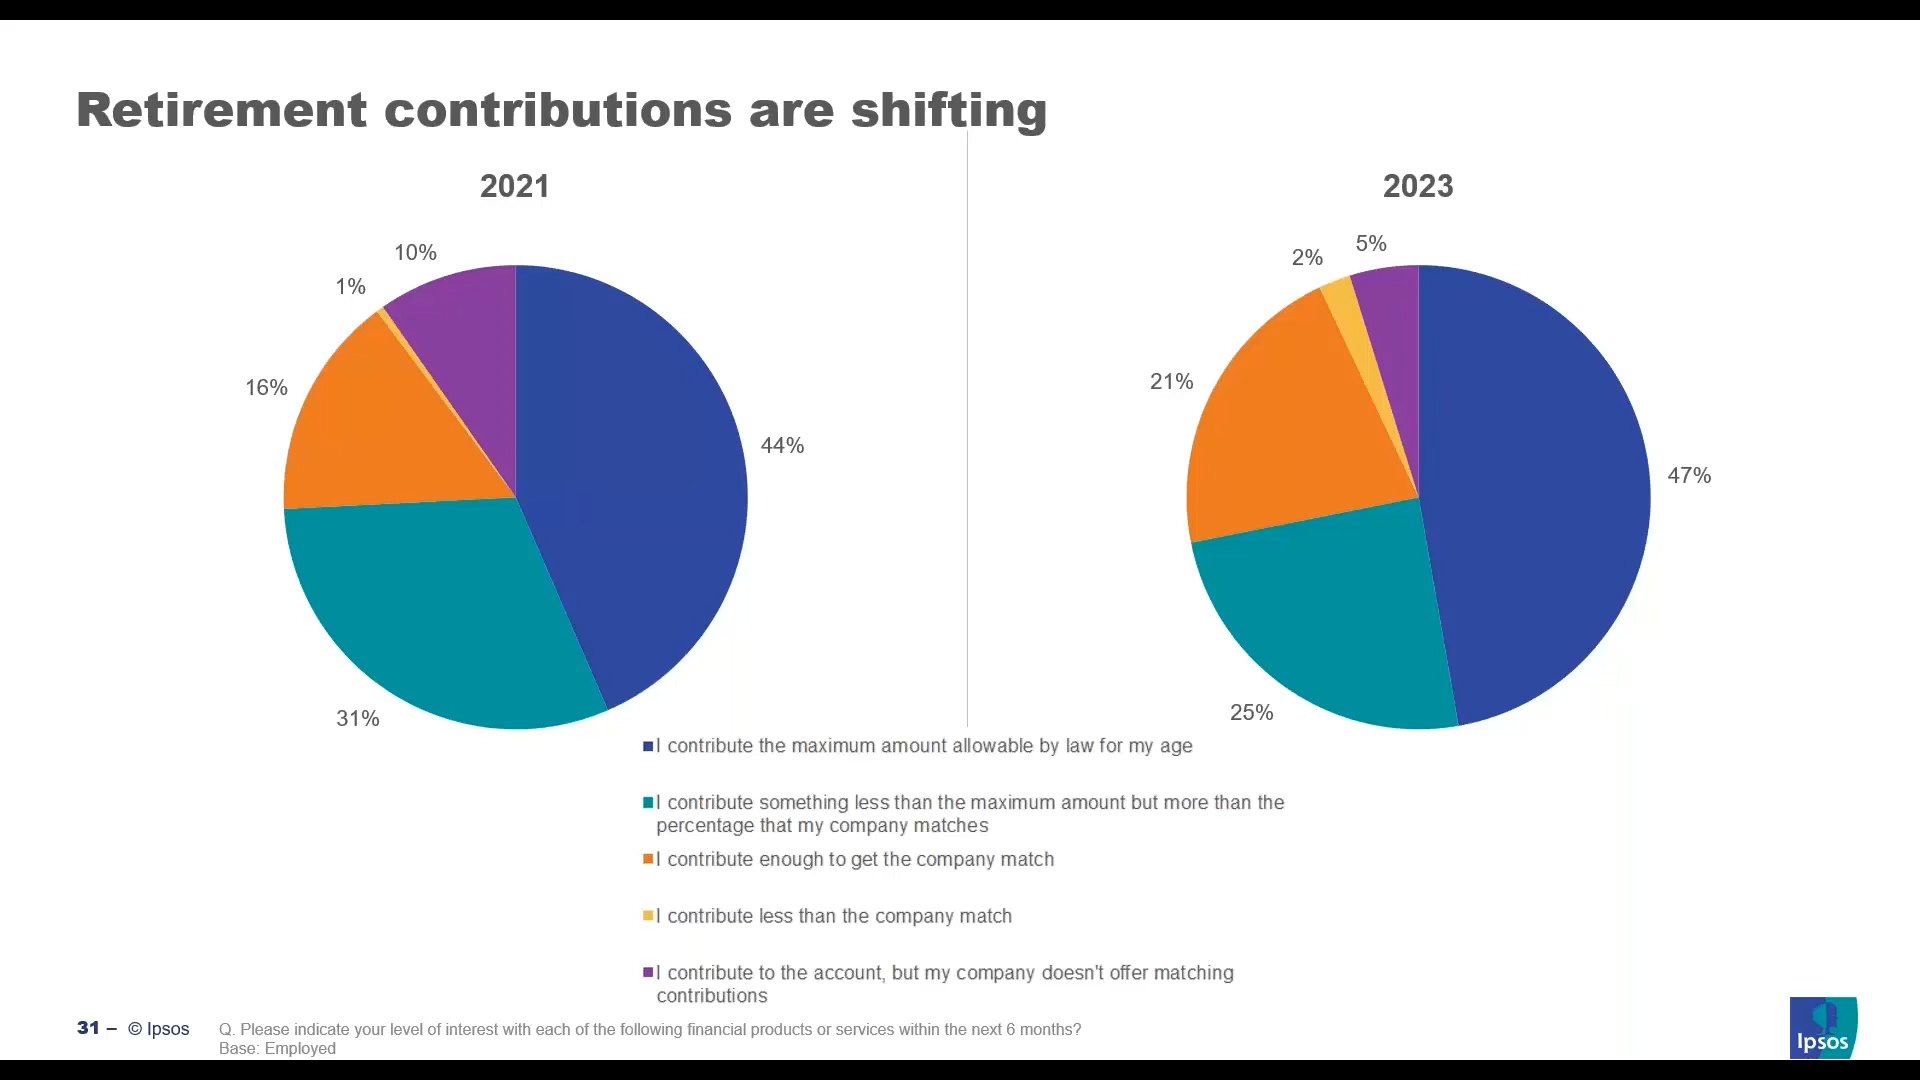 Retirement contributions are shifting
2021
2023
10%
1%
16%
44%
31%
5%
2%
21%
47%
25%
I contribute the maximum amount allowable by law for my age
I contribute something less than the maximum amount but more than the
percentage that my company matches
I contribute enough to get the company match
I contribute less than the company match
I contribute to the account, but my company doesn't offer matching
contributions
31 – © Ipsos
Q. Please indicate your level of interest with each of the following financial products or services within the next 6 months?
Base: Employed
Ipsos